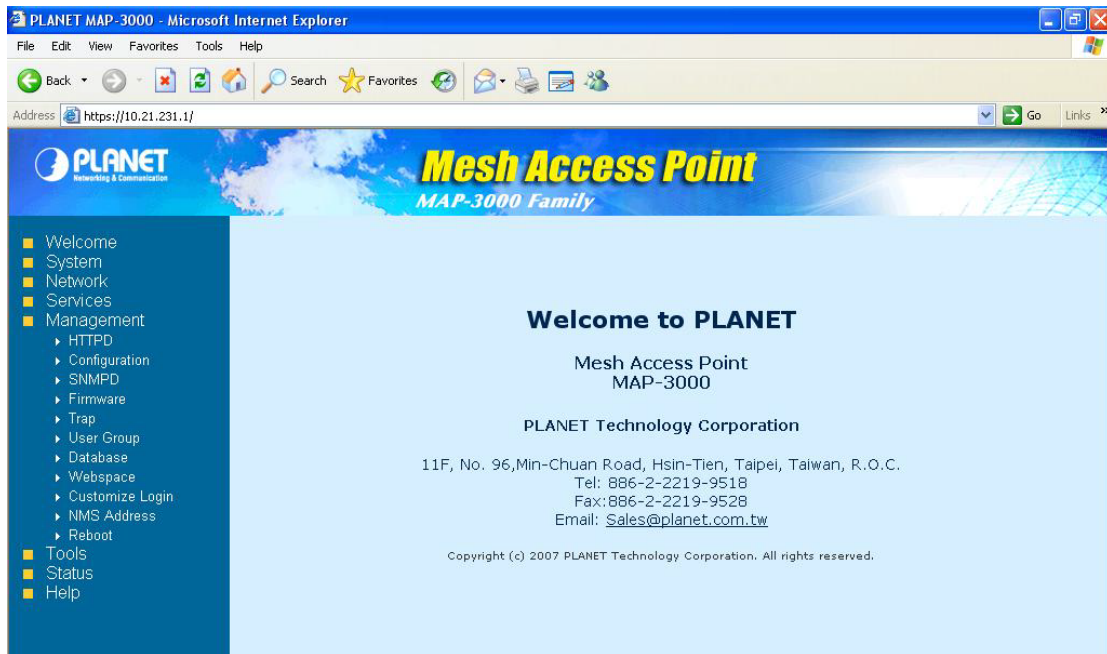 PLANET MAP-3000 - Microsoft Internet Explorer
File Edit View Favorites Tools Help
Back Search Favorites
Address https://10.21.231.1/ Go Links »
PLANET
Networking & Communication
Mesh Access Point
MAP-3000 Family
Welcome
System
Network
Services
Management
HTTPD
Configuration
SNMPD
Firmware
Trap
User Group
Database
Webspace
Customize Login
NMS Address
Reboot
Tools
Status
Help
Welcome to PLANET
Mesh Access Point
MAP-3000
PLANET Technology Corporation
11F, No. 96,Min-Chuan Road, Hsin-Tien, Taipei, Taiwan, R.O.C.
Tel: 886-2-2219-9518
Fax:886-2-2219-9528
Email: Sales@planet.com.tw
Copyright (c) 2007 PLANET Technology Corporation. All rights reserved.